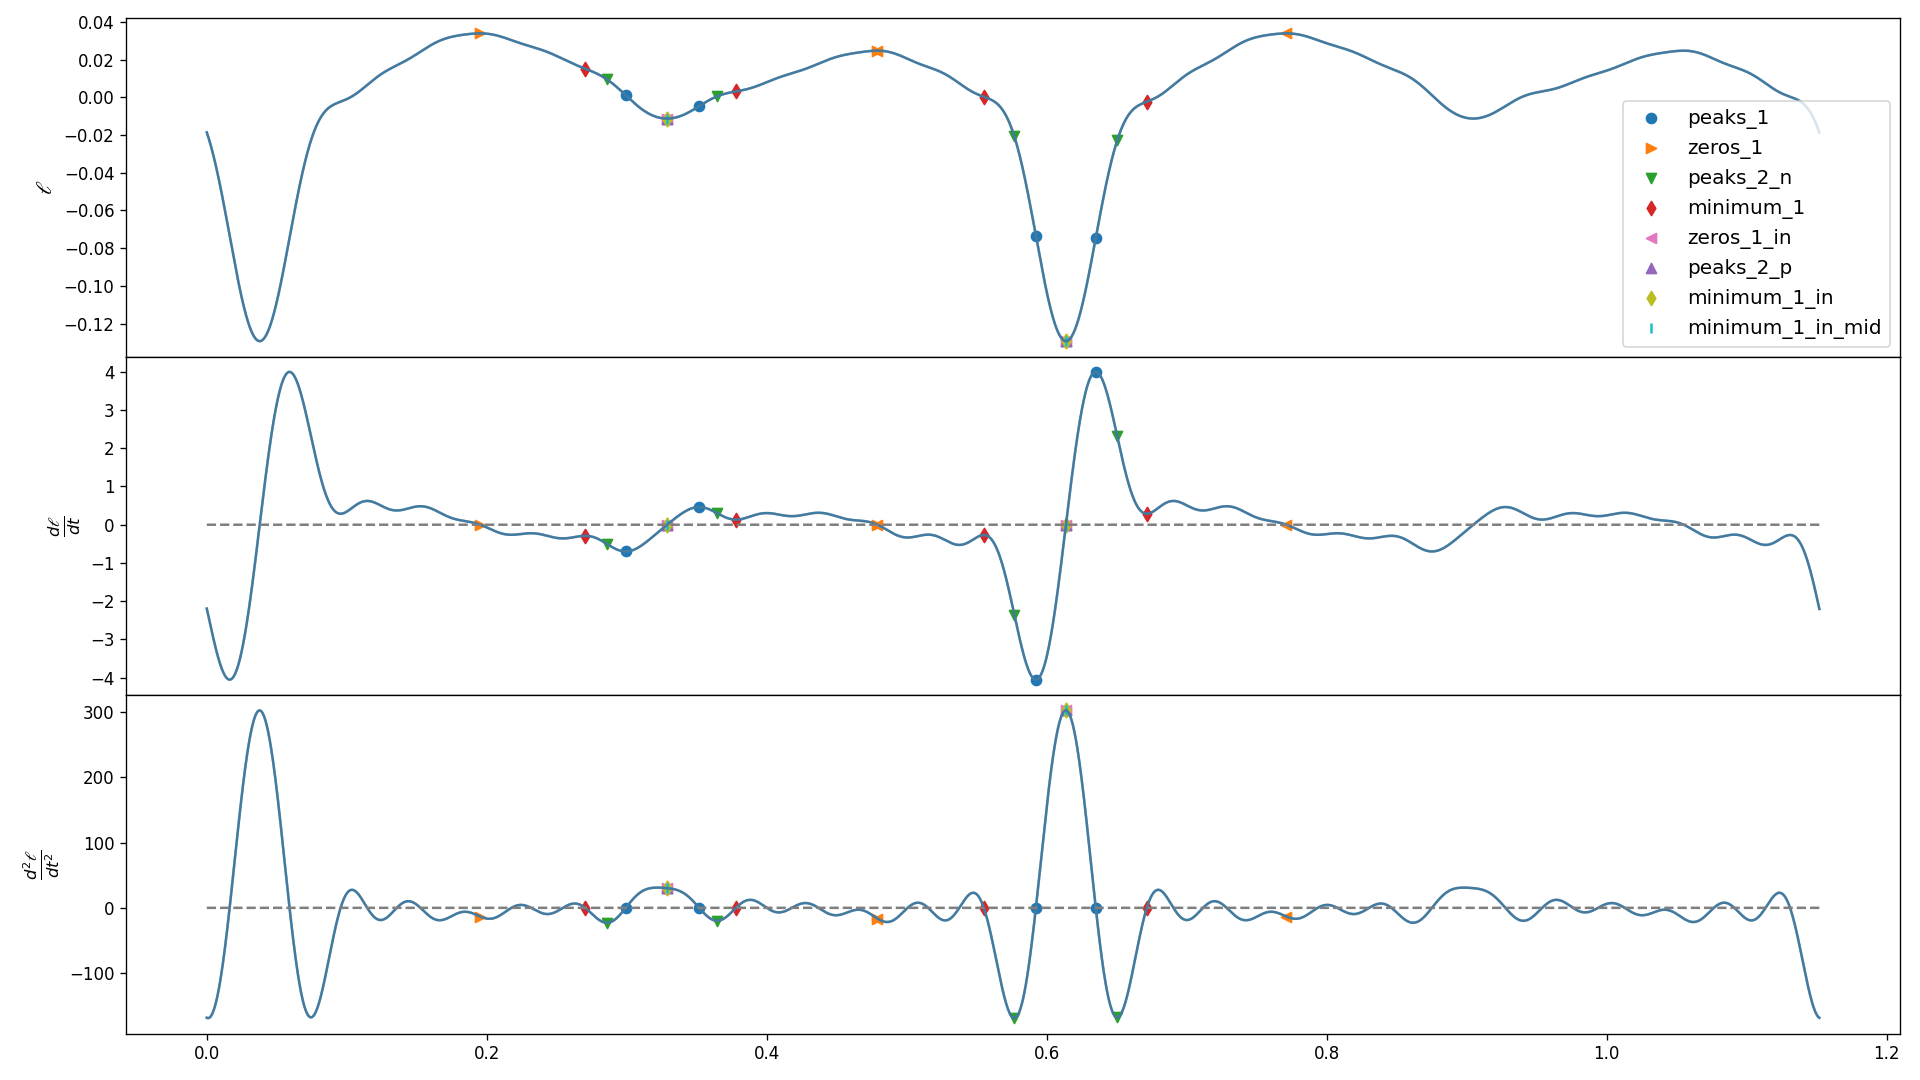 0.04
0.02
0.00
−0.02
−0.04
−0.06
−0.08
−0.10
−0.12
ℓ
peaks_1
zeros_1
peaks_2_n
minimum_1
zeros_1_in
peaks_2_p
minimum_1_in
minimum_1_in_mid
4
3
2
1
0
−1
−2
−3
−4
dℓ
dt
300
200
100
0
−100
d²ℓ
dt²
0.0 0.2 0.4 0.6 0.8 1.0 1.2